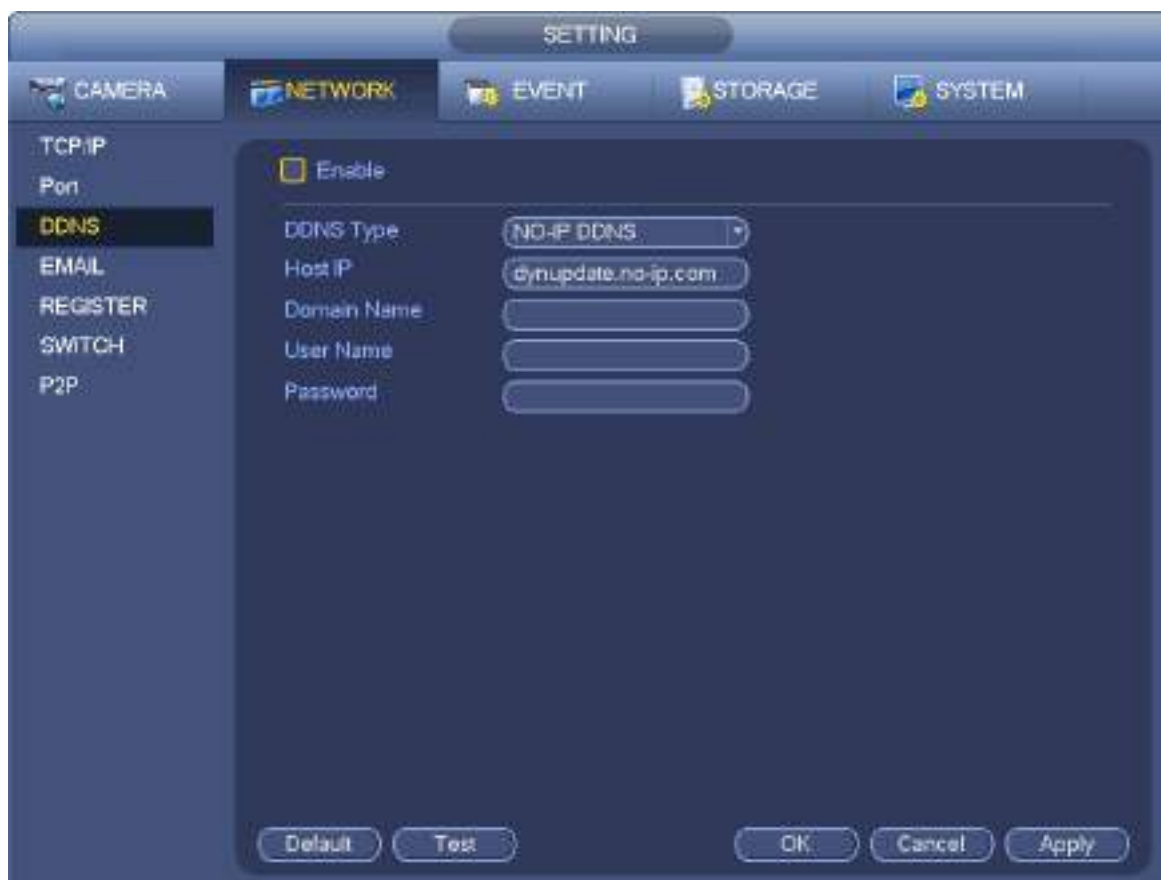 SETTING
CAMERA NETWORK EVENT STORAGE SYSTEM
TCP/IP
Port
DDNS
EMAIL
REGISTER
SWITCH
P2P
Enable
DDNS Type NO-IP DDNS
Host IP dynupdate.no-ip.com
Domain Name
User Name
Password
Default Test OK Cancel Apply